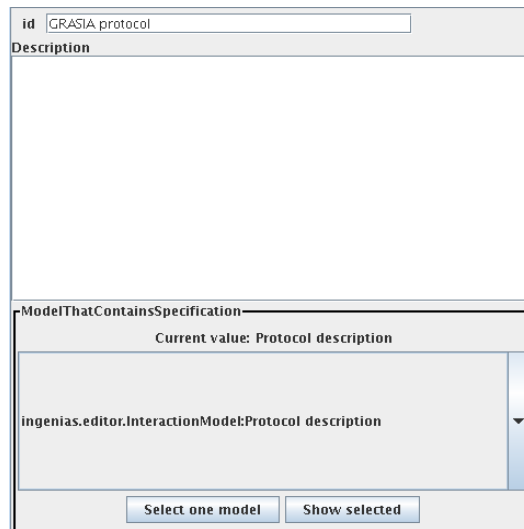 id GRASIA protocol
Description
ModelThatContainsSpecification
Current value: Protocol description
ingenias.editor.InteractionModel:Protocol description
Select one model Show selected